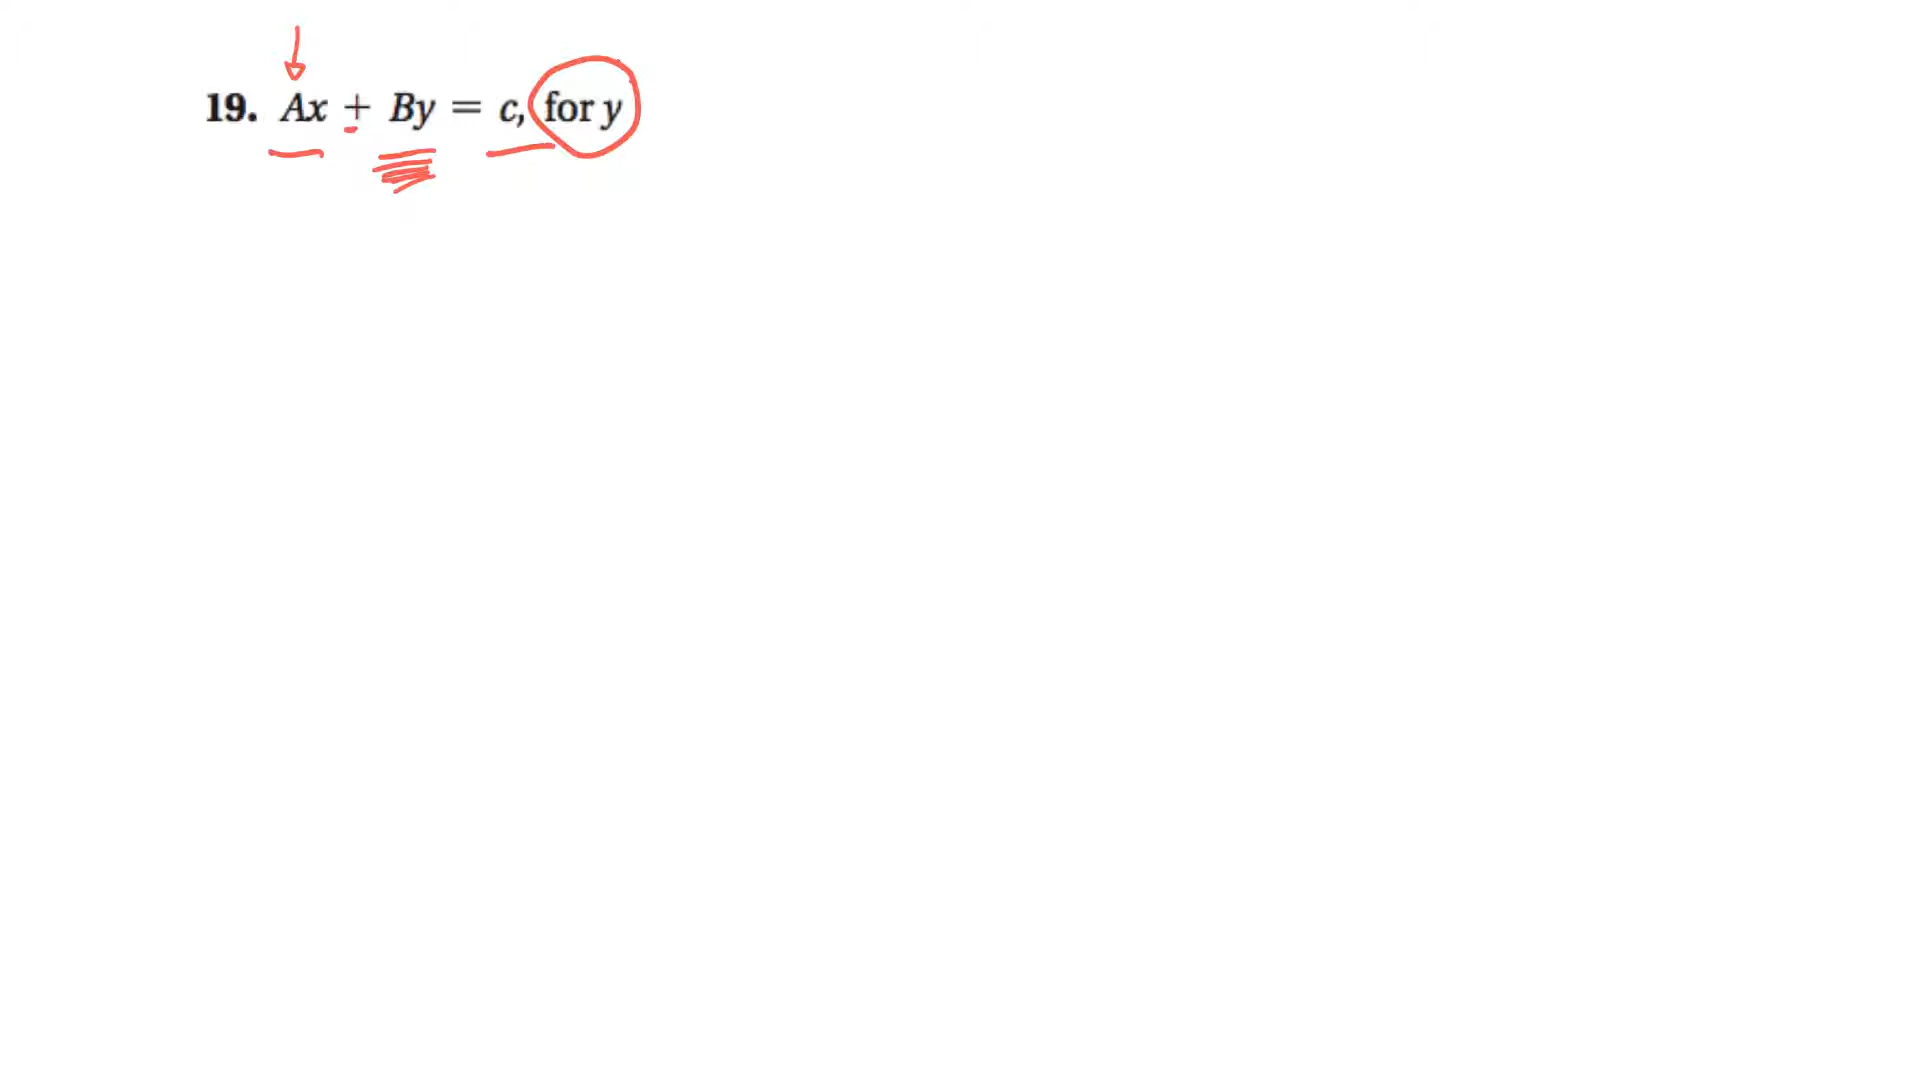 19. Ax + By = c, for y